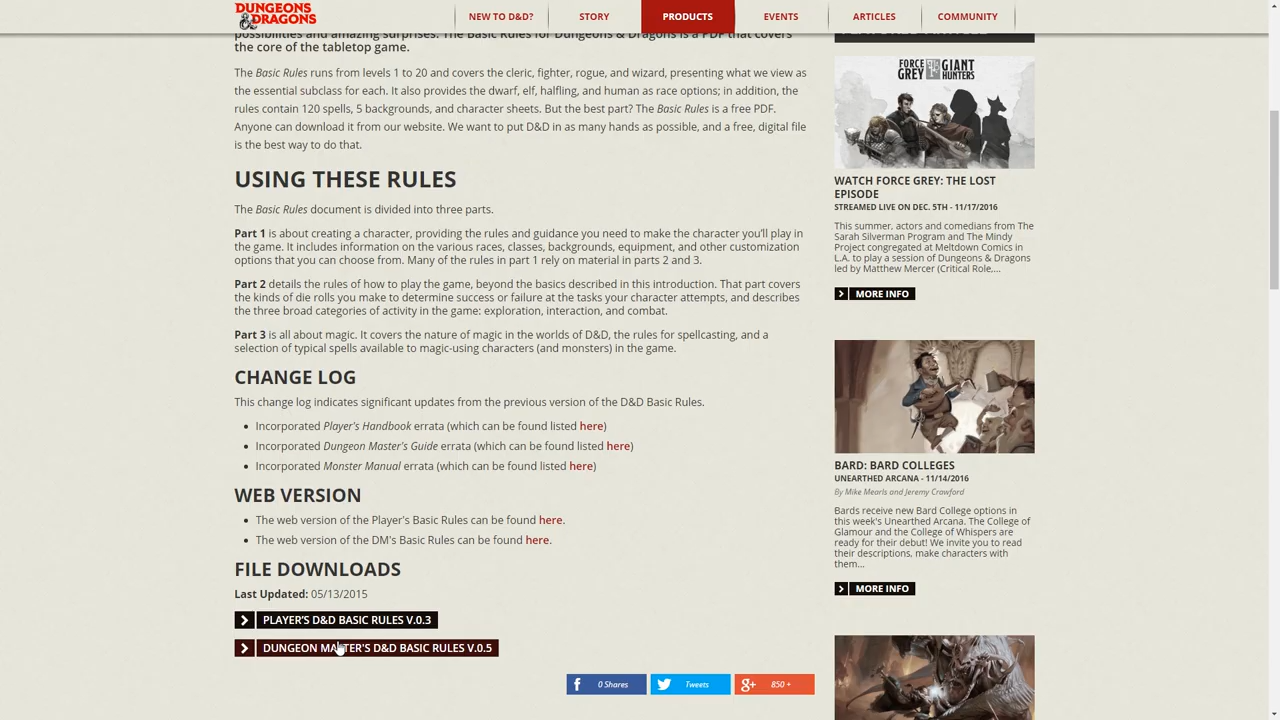 DUNGEONS & DRAGONS
NEW TO D&D?
STORY
PRODUCTS
EVENTS
ARTICLES
COMMUNITY
possibilities and amazing surprises. The Basic Rules for Dungeons & Dragons is a PDF that covers
the core of the tabletop game.
The Basic Rules runs from levels 1 to 20 and covers the cleric, fighter, rogue, and wizard, presenting what we view as
the essential subclass for each. It also provides the dwarf, elf, halfling, and human as race options; in addition, the
rules contain 120 spells, 5 backgrounds, and character sheets. But the best part? The Basic Rules is a free PDF.
Anyone can download it from our website. We want to put D&D in as many hands as possible, and a free, digital file
is the best way to do that.
USING THESE RULES
The Basic Rules document is divided into three parts.
Part 1 is about creating a character, providing the rules and guidance you need to make the character you'll play in
the game. It includes information on the various races, classes, backgrounds, equipment, and other customization
options that you can choose from. Many of the rules in part 1 rely on material in parts 2 and 3.
Part 2 details the rules of how to play the game, beyond the basics described in this introduction. That part covers
the kinds of die rolls you make to determine success or failure at the tasks your character attempts, and describes
the three broad categories of activity in the game: exploration, interaction, and combat.
Part 3 is all about magic. It covers the nature of magic in the worlds of D&D, the rules for spellcasting, and a
selection of typical spells available to magic-using characters (and monsters) in the game.
CHANGE LOG
This change log indicates significant updates from the previous version of the D&D Basic Rules.
• Incorporated Player's Handbook errata (which can be found listed here)
• Incorporated Dungeon Master's Guide errata (which can be found listed here)
• Incorporated Monster Manual errata (which can be found listed here)
WEB VERSION
• The web version of the Player's Basic Rules can be found here.
• The web version of the DM's Basic Rules can be found here.
FILE DOWNLOADS
Last Updated: 05/13/2015
PLAYER'S D&D BASIC RULES V.0.3
DUNGEON MASTER'S D&D BASIC RULES V.0.5
0 Shares
Tweets
850 +
FORCE GREY GIANT HUNTERS
WATCH FORCE GREY: THE LOST
EPISODE
STREAMED LIVE ON DEC. 5TH - 11/17/2016
This summer, actors and comedians from The
Sarah Silverman Program and The Mindy
Project congregated at Meltdown Comics in
L.A. to play a session of Dungeons & Dragons
led by Matthew Mercer (Critical Role,...
MORE INFO
BARD: BARD COLLEGES
UNEARTHED ARCANA - 11/14/2016
By Mike Mearls and Jeremy Crawford
Bards receive new Bard College options in
this week's Unearthed Arcana. The College of
Glamour and the College of Whispers are
ready for their debut! We invite you to read
their descriptions, make characters with
them...
MORE INFO